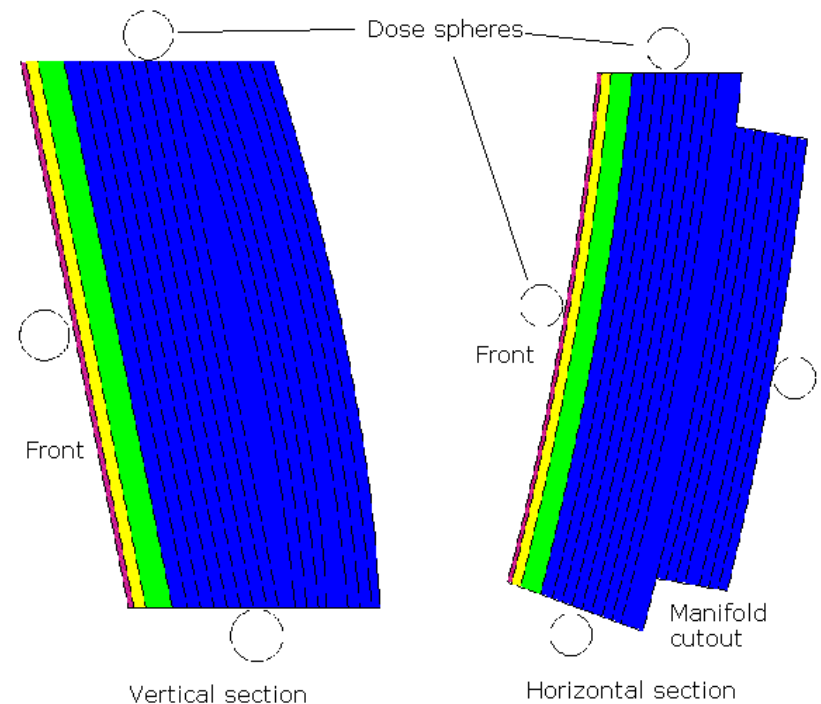 Dose spheres
Front
Front
Manifold
cutout
Vertical section
Horizontal section